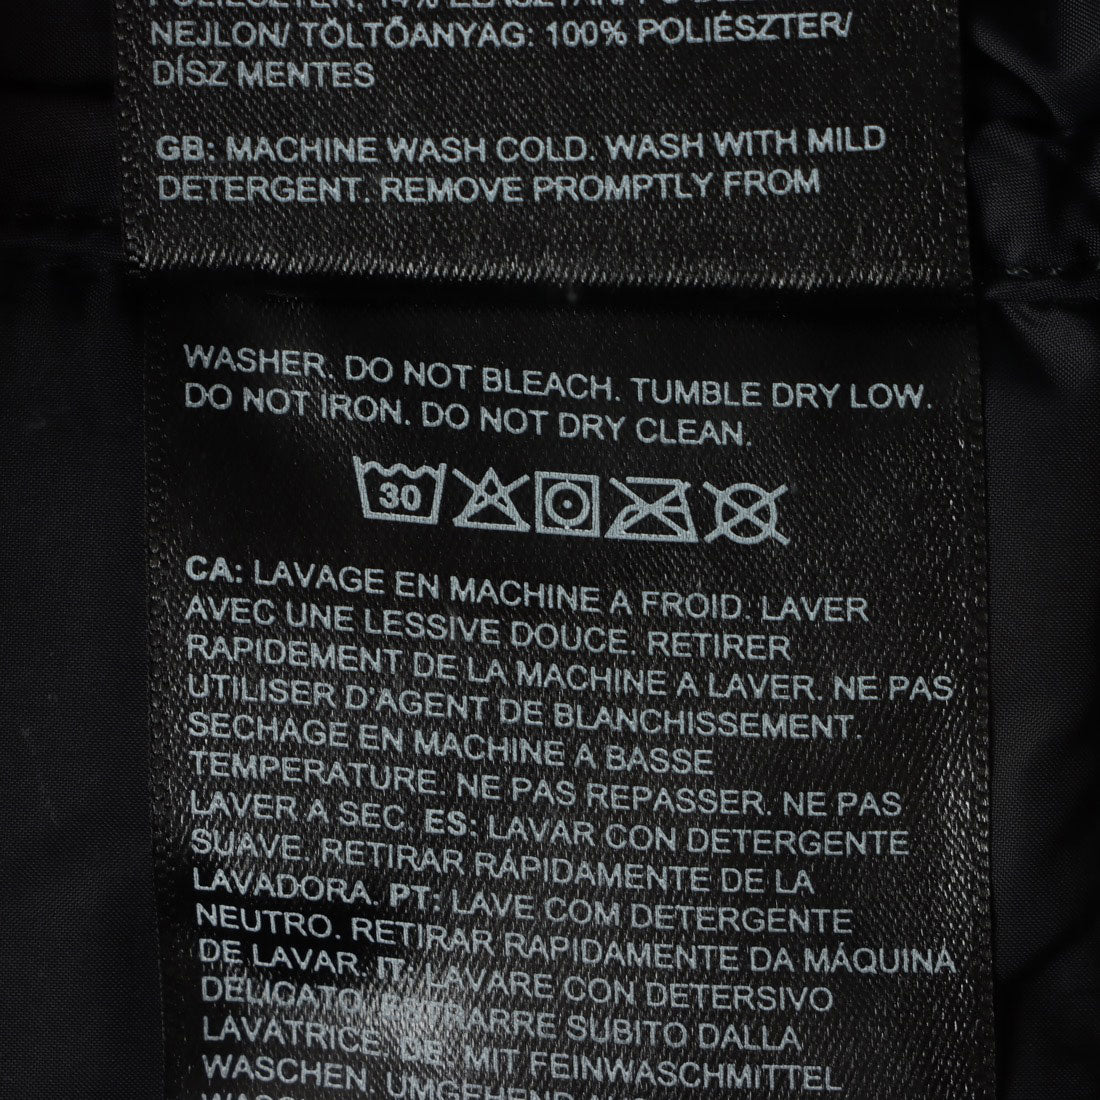 POLIÉSZTER, 14% ELASZTÁN/
NEJLON/ TÖLTŐANYAG: 100% POLIÉSZTER/
DÍSZ MENTES
GB: MACHINE WASH COLD. WASH WITH MILD
DETERGENT. REMOVE PROMPTLY FROM
WASHER. DO NOT BLEACH. TUMBLE DRY LOW.
DO NOT IRON. DO NOT DRY CLEAN.
30
CA: LAVAGE EN MACHINE A FROID. LAVER
AVEC UNE LESSIVE DOUCE. RETIRER
RAPIDEMENT DE LA MACHINE A LAVER. NE PAS
UTILISER D'AGENT DE BLANCHISSEMENT.
SECHAGE EN MACHINE A BASSE
TEMPERATURE. NE PAS REPASSER. NE PAS
LAVER A SEC. ES: LAVAR CON DETERGENTE
SUAVE. RETIRAR RÁPIDAMENTE DE LA
LAVADORA. PT: LAVE COM DETERGENTE
NEUTRO. RETIRAR RAPIDAMENTE DA MÁQUINA
DE LAVAR. IT: LAVARE CON DETERSIVO
DELICATO. ESTRARRE SUBITO DALLA
LAVATRICE. DE: MIT FEINWASCHMITTEL
WASCHEN. UMGEHEND